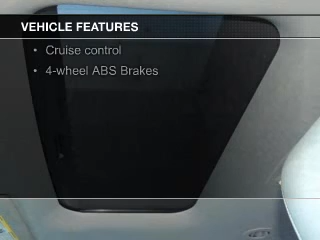 VEHICLE FEATURES
• Cruise control
• 4-wheel ABS Brakes